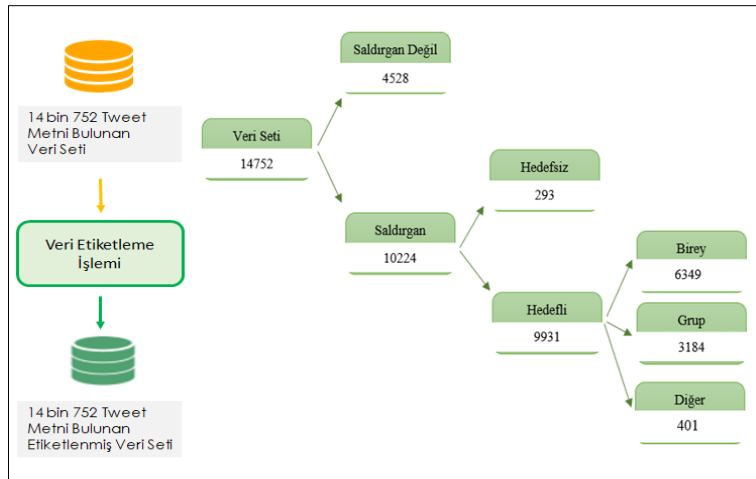 14 bin 752 Tweet
Metni Bulunan
Veri Seti
Veri Etiketleme
İşlemi
14 bin 752 Tweet
Metni Bulunan
Etiketlenmiş Veri Seti
Veri Seti
14752
Saldırgan Değil
4528
Saldırgan
10224
Hedefsiz
293
Hedefli
9931
Birey
6349
Grup
3184
Diğer
401